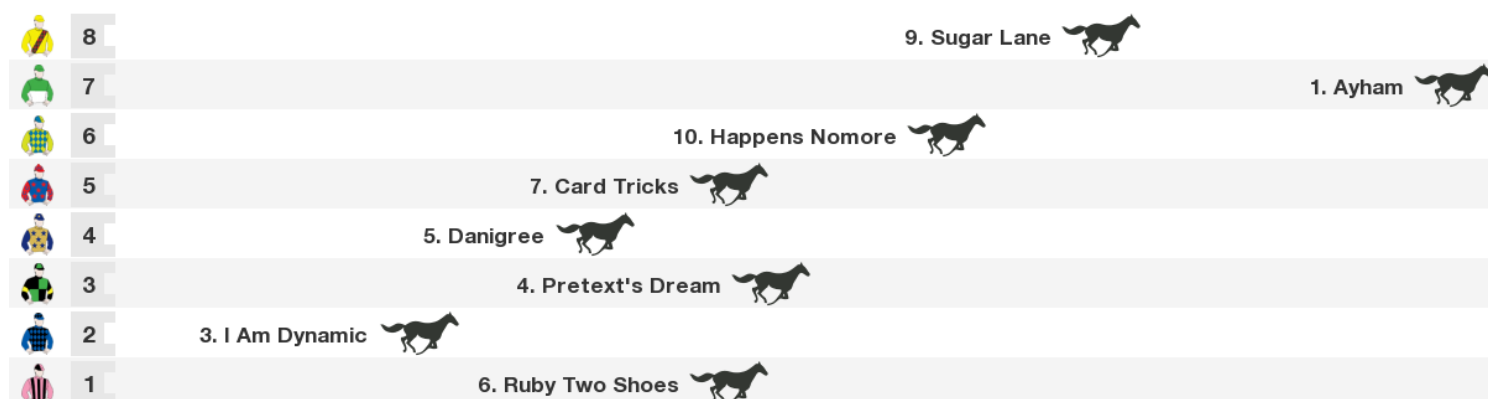 8 9. Sugar Lane
7 1. Ayham
6 10. Happens Nomore
5 7. Card Tricks
4 5. Danigree
3 4. Pretext's Dream
2 3. I Am Dynamic
1 6. Ruby Two Shoes